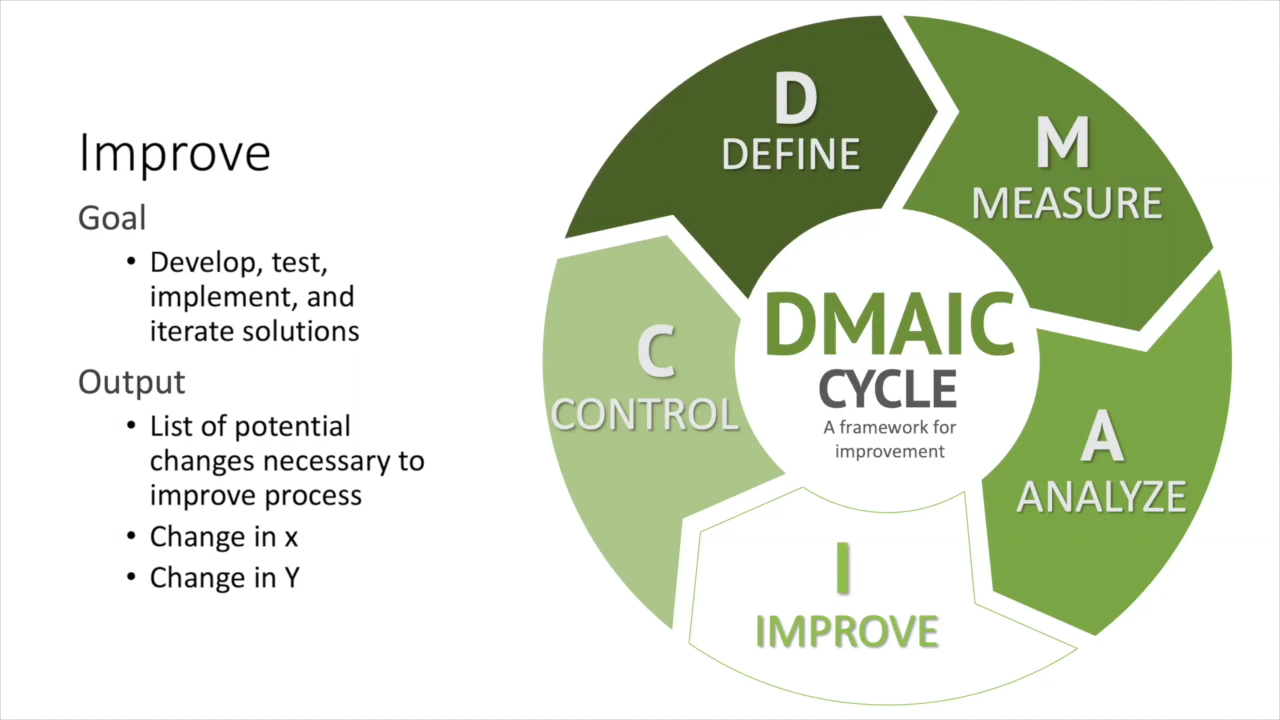 Improve
Goal
• Develop, test,
implement, and
iterate solutions
Output
• List of potential
changes necessary to
improve process
• Change in x
• Change in Y
D
DEFINE
M
MEASURE
A
ANALYZE
I
IMPROVE
C
CONTROL
DMAIC
CYCLE
A framework for
improvement